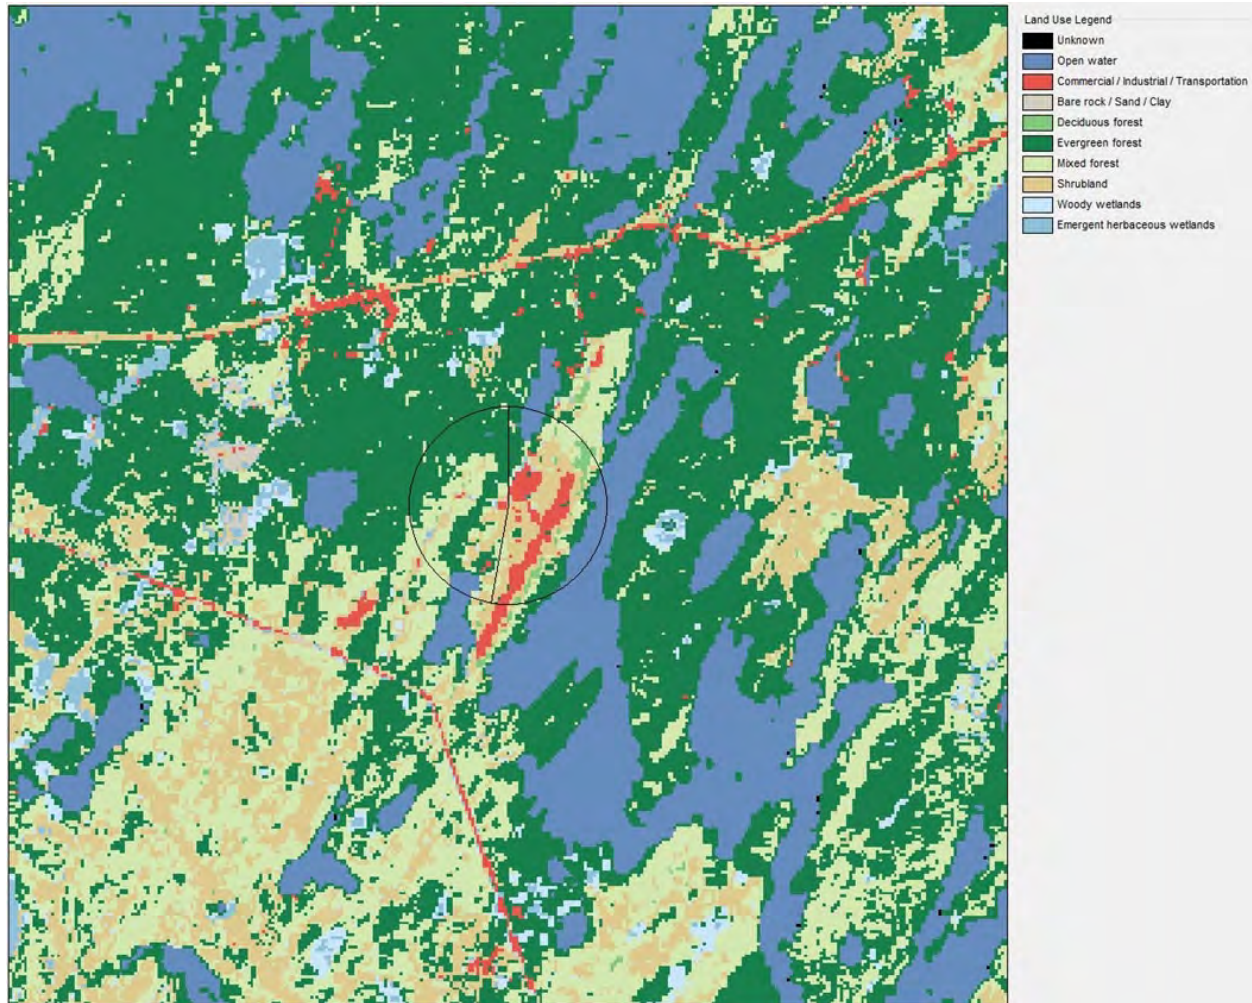 Land Use Legend
Unknown
Open water
Commercial / Industrial / Transportation
Bare rock / Sand / Clay
Deciduous forest
Evergreen forest
Mixed forest
Shrubland
Woody wetlands
Emergent herbaceous wetlands